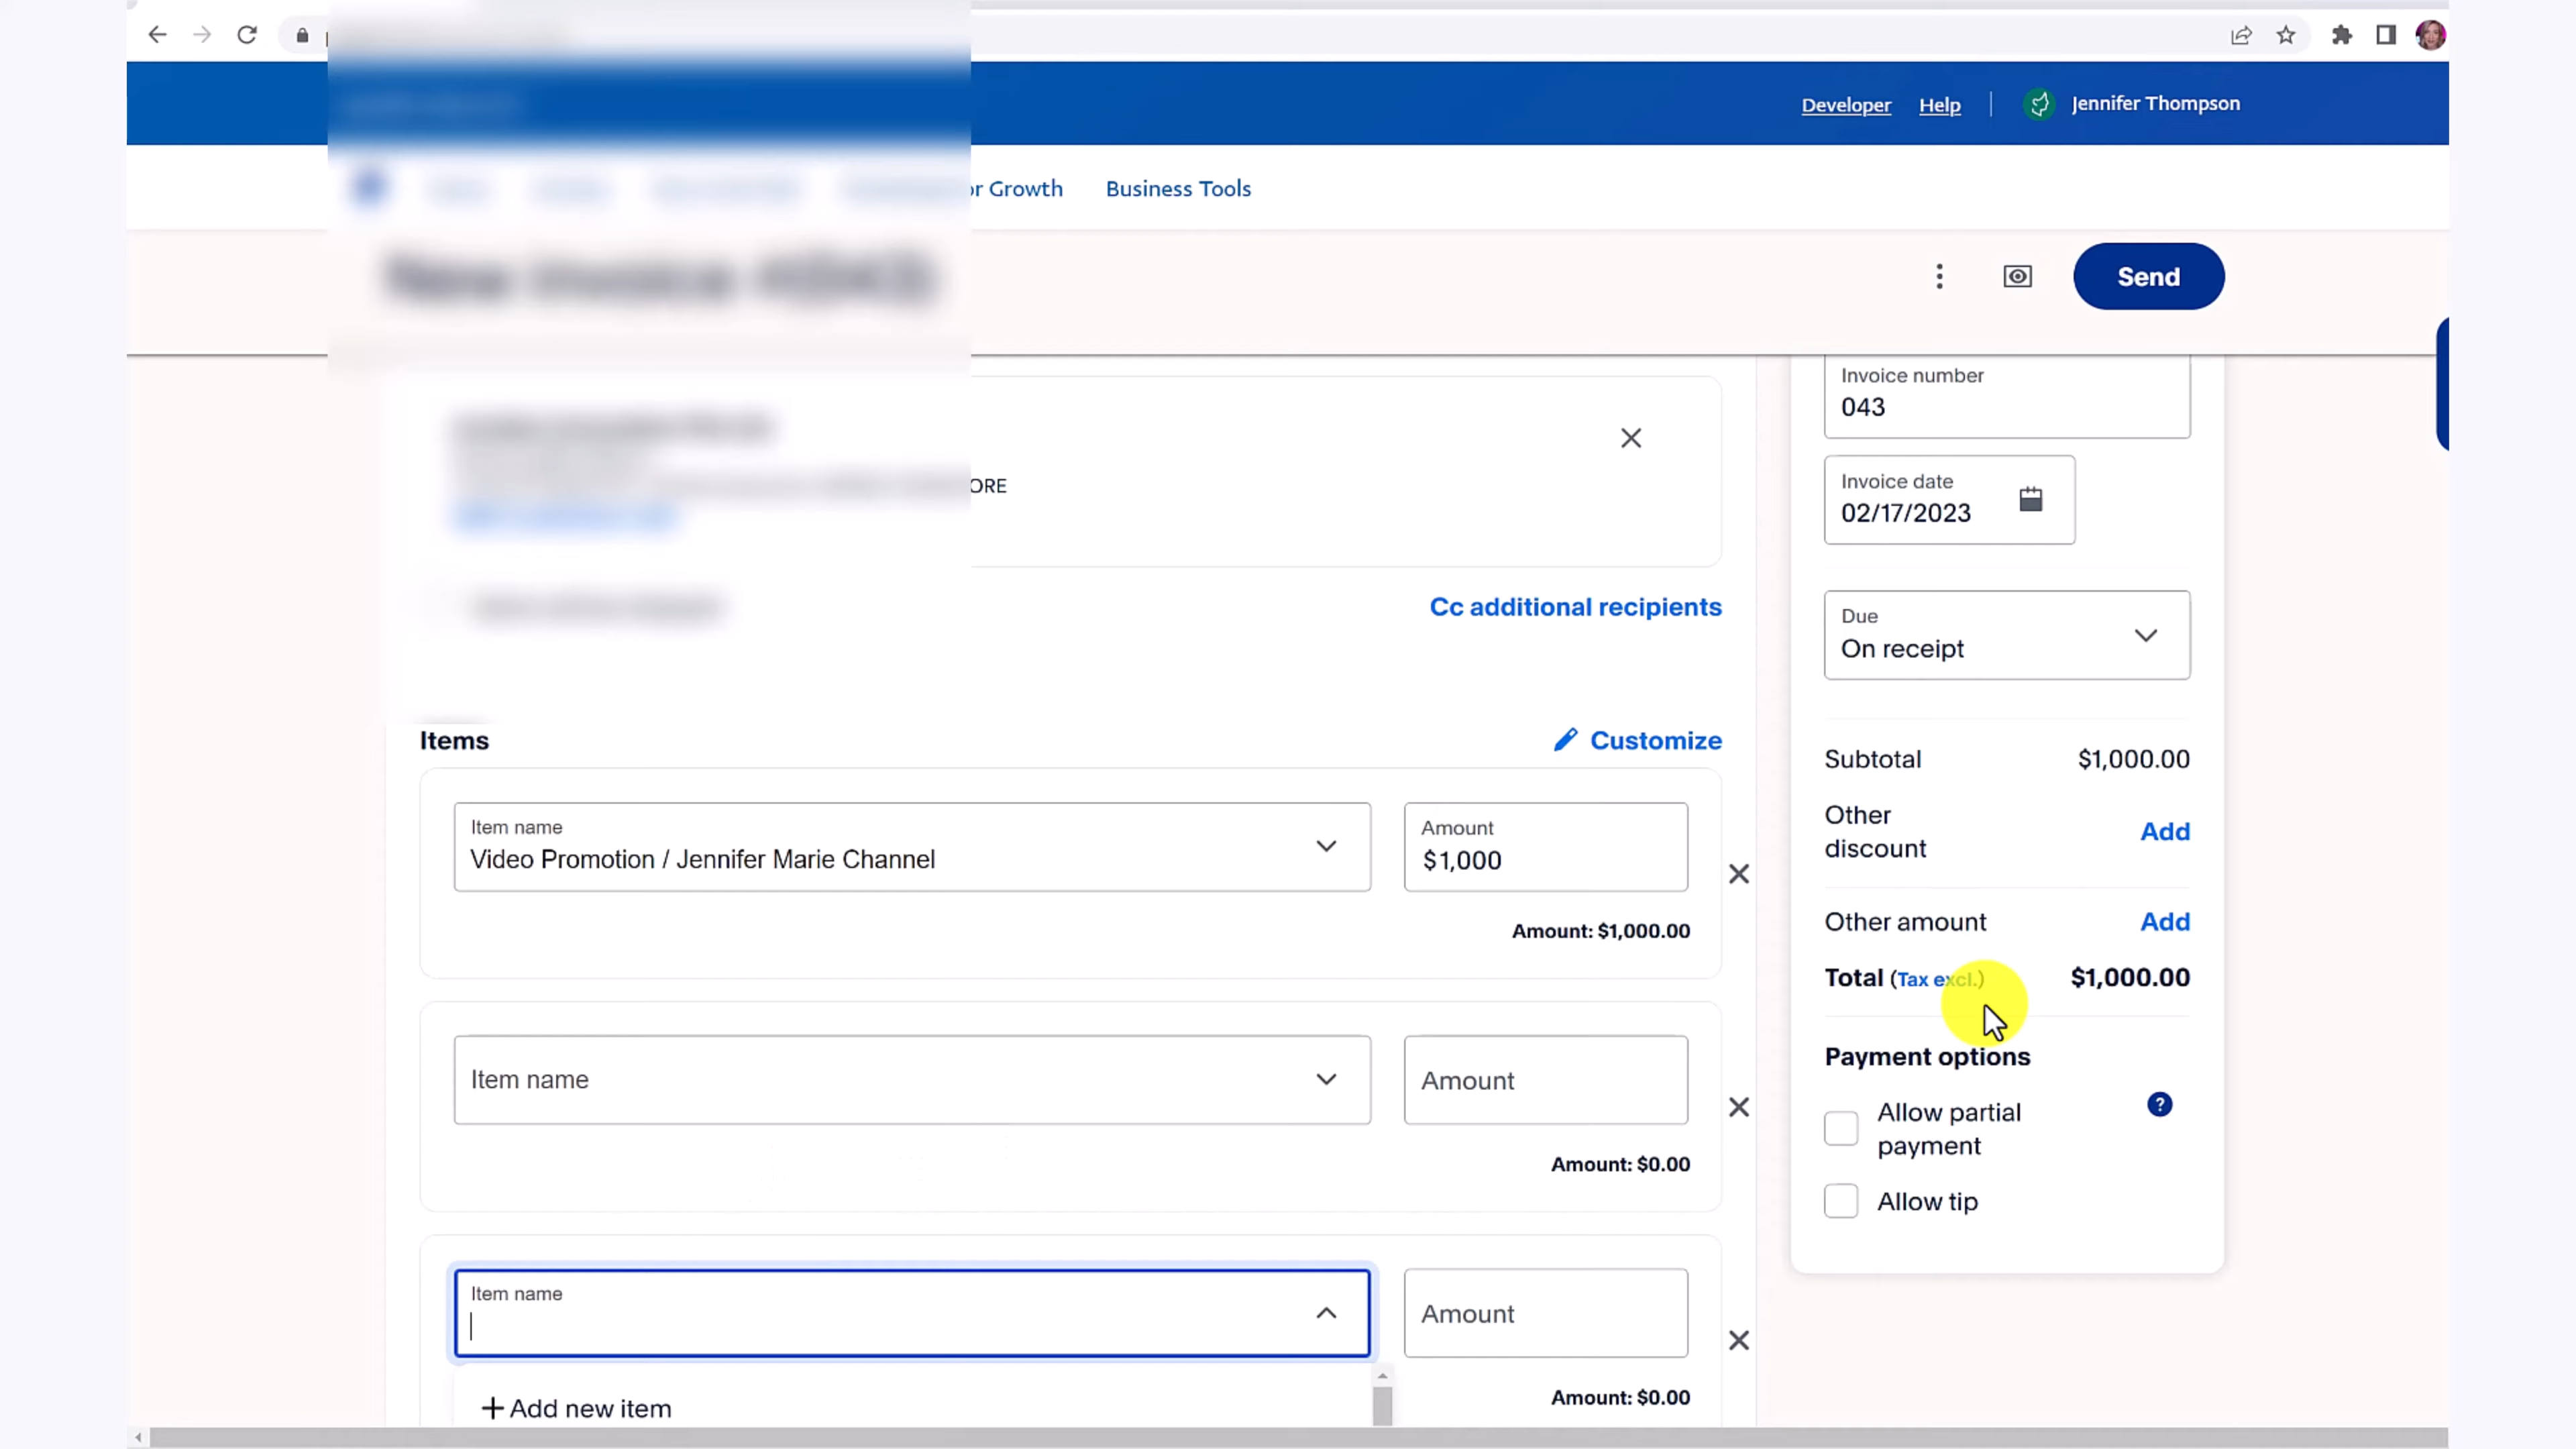 Developer Help Jennifer Thompson
or Growth Business Tools
Send
ORE
Cc additional recipients
Items
Customize
Item name
Video Promotion / Jennifer Marie Channel
Amount
$1,000
Amount: $1,000.00
Item name
Amount
Amount: $0.00
Item name
Amount
+ Add new item
Amount: $0.00
Invoice number
043
Invoice date
02/17/2023
Due
On receipt
Subtotal $1,000.00
Other
discount
Add
Other amount Add
Total (Tax excl.) $1,000.00
Payment options
Allow partial
payment
?
Allow tip